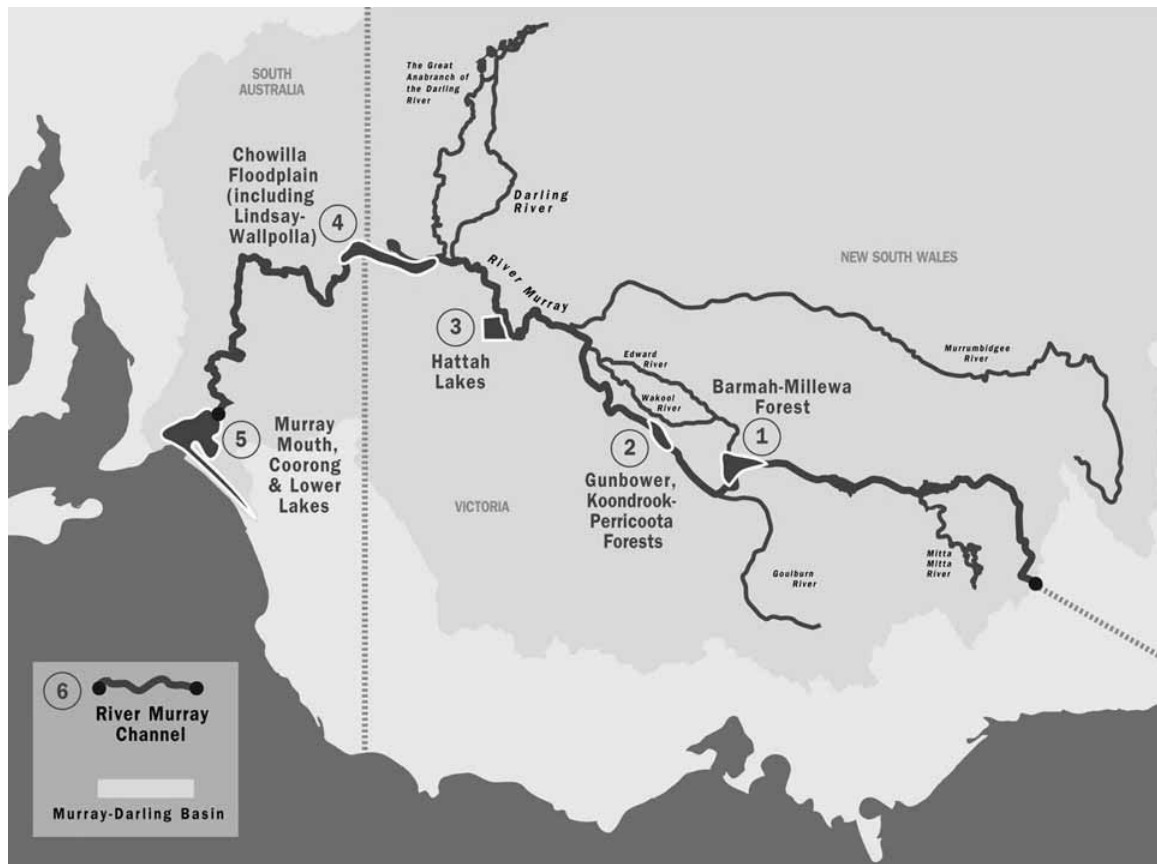 SOUTH
AUSTRALIA
The Great
Anabranch of
the Darling
River
Chowilla
Floodplain
(including
Lindsay-
Wallpolla)
4
Darling
River
River Murray
NEW SOUTH WALES
3
Hattah
Lakes
Edward
River
Murrumbidgee
River
Wakool
River
Barmah-Millewa
Forest
1
5
Murray
Mouth,
Coorong
& Lower
Lakes
2
Gunbower,
Koondrook-
Perricoota
Forests
VICTORIA
Mitta
Mitta
River
Goulburn
River
6
River Murray
Channel
Murray-Darling Basin